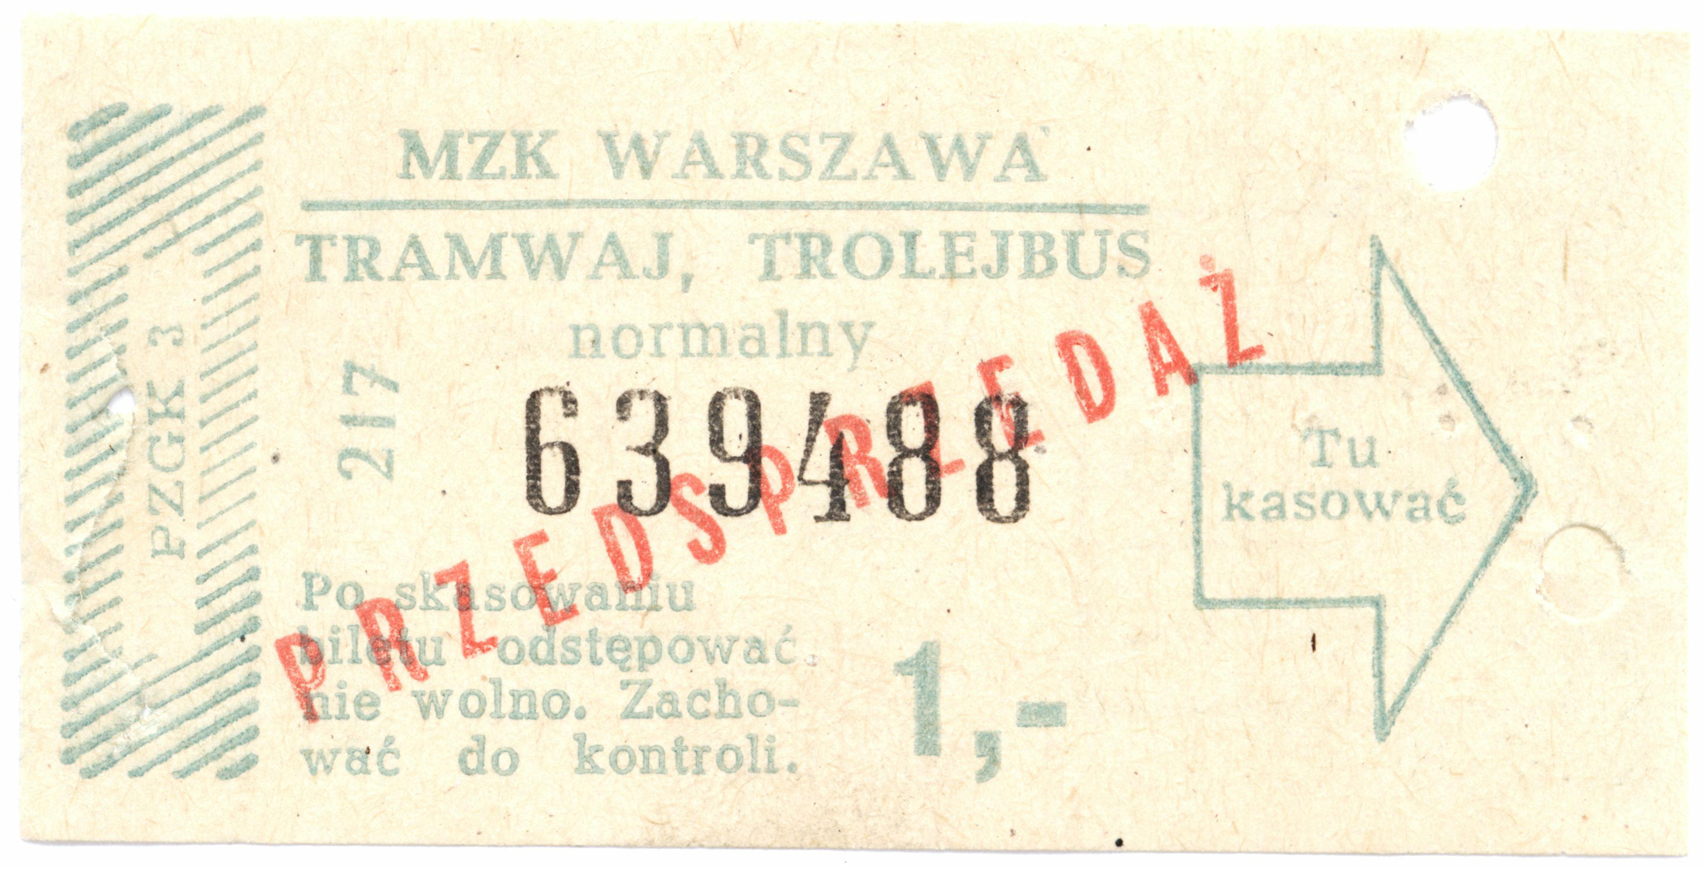 MZK WARSZAWA
TRAMWAJ, TROLEJBUS
normalny
PZGK 3
217
639488
PRZEDSPRZEDAŻ
Tu
kasować
Po skasowaniu
biletu odstępować
nie wolno. Zacho-
wać do kontroli.
1,-